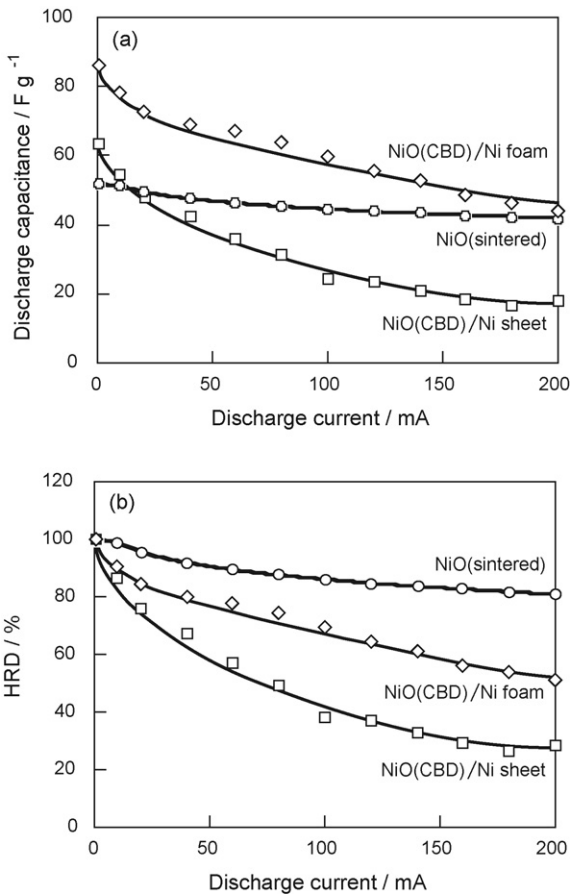 (a)
100
80
60
40
20
0
Discharge capacitance / F g -1
NiO(CBD)/Ni foam
NiO(sintered)
NiO(CBD)/Ni sheet
0 50 100 150 200
Discharge current / mA
(b)
120
100
80
60
40
20
0
HRD / %
NiO(sintered)
NiO(CBD)/Ni foam
NiO(CBD)/Ni sheet
0 50 100 150 200
Discharge current / mA